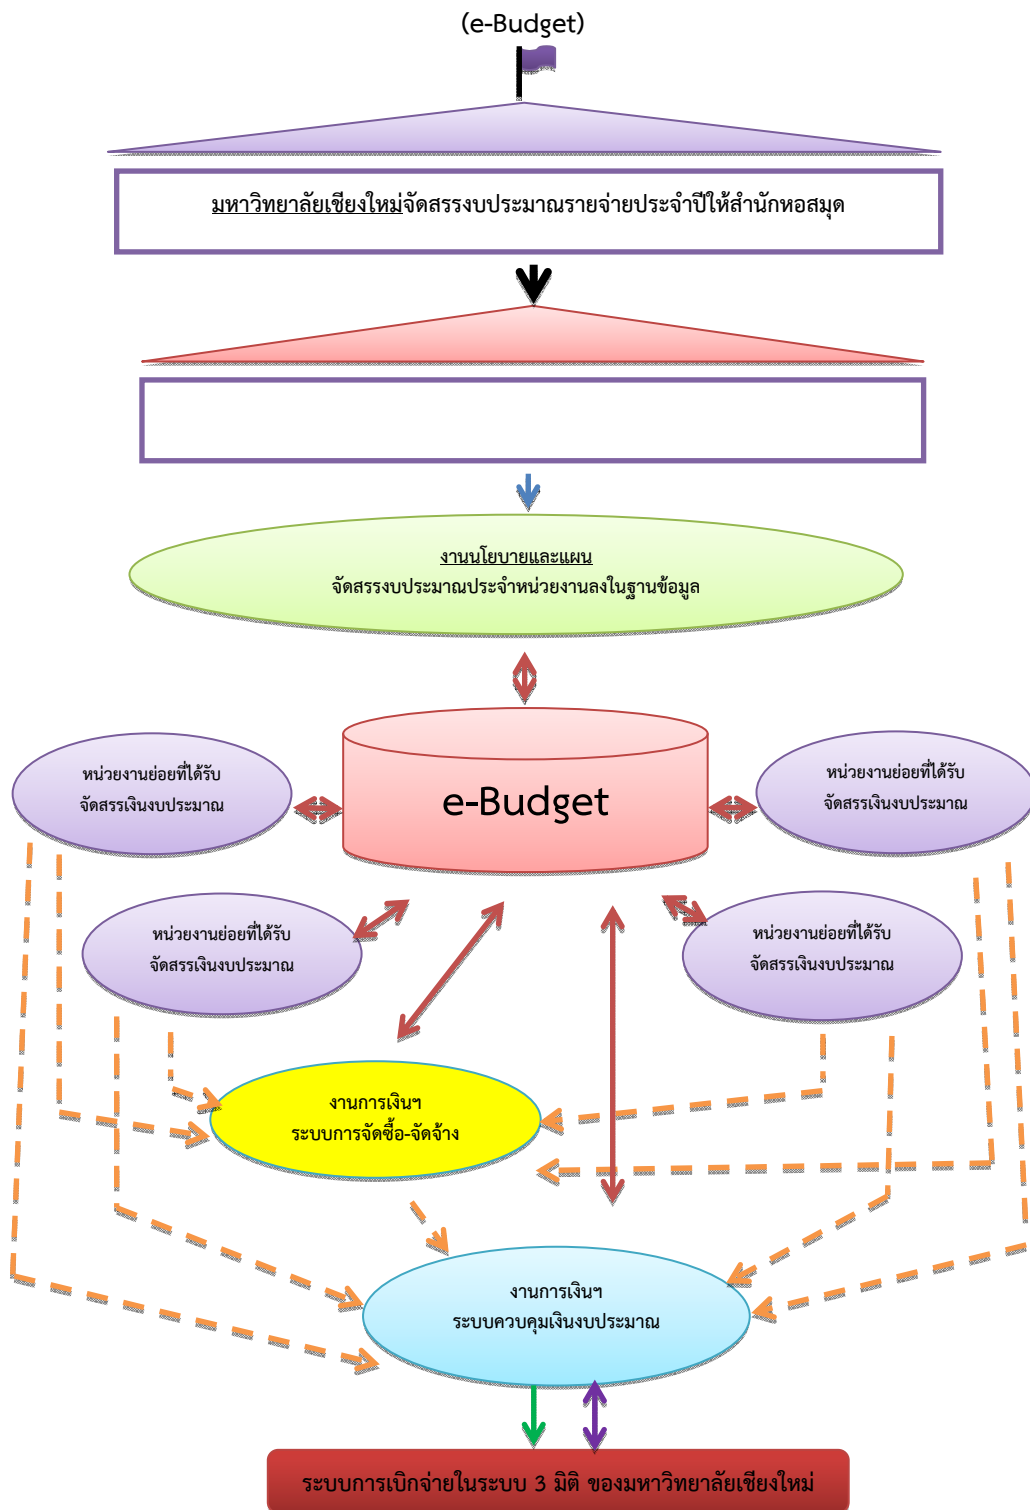 (e-Budget)
มหาวิทยาลัยเชียงใหม่จัดสรรงบประมาณรายจ่ายประจำปีให้สำนักหอสมุด
งานนโยบายและแผน
จัดสรรงบประมาณประจำหน่วยงานลงในฐานข้อมูล
หน่วยงานย่อยที่ได้รับ
จัดสรรเงินงบประมาณ
e-Budget
หน่วยงานย่อยที่ได้รับ
จัดสรรเงินงบประมาณ
หน่วยงานย่อยที่ได้รับ
จัดสรรเงินงบประมาณ
หน่วยงานย่อยที่ได้รับ
จัดสรรเงินงบประมาณ
งานการเงินฯ
ระบบการจัดซื้อ-จัดจ้าง
งานการเงินฯ
ระบบควบคุมเงินงบประมาณ
ระบบการเบิกจ่ายในระบบ 3 มิติ ของมหาวิทยาลัยเชียงใหม่